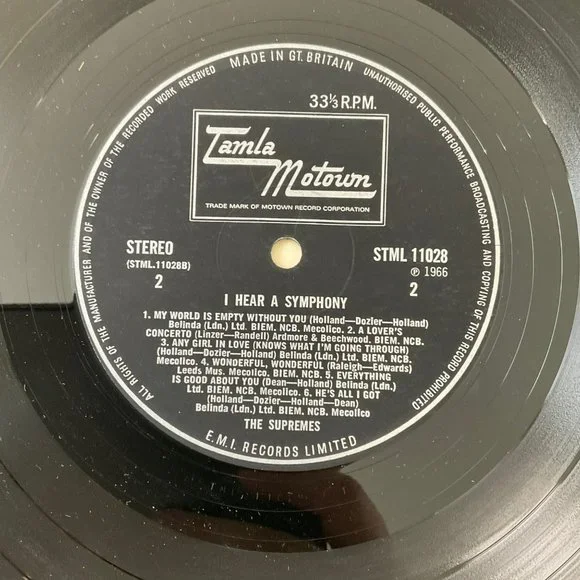 MADE IN GT. BRITAIN
UNAUTHORISED PUBLIC PERFORMANCE BROADCASTING AND COPYING OF THIS RECORD PROHIBITED
ALL RIGHTS OF THE MANUFACTURER AND OF THE OWNER OF THE RECORDED WORK RESERVED
33⅓ R.P.M.
Tamla
Motown
TRADE MARK OF MOTOWN RECORD CORPORATION
STEREO
(STML.11028B)
2
STML 11028
℗ 1966
2
I HEAR A SYMPHONY
1. MY WORLD IS EMPTY WITHOUT YOU (Holland—Dozier—Holland)
Belinda (Ldn.) Ltd. BIEM. NCB. Mecolico. 2. A LOVER'S
CONCERTO (Linzer—Randell) Ardmore & Beechwood. BIEM. NCB.
3. ANY GIRL IN LOVE (KNOWS WHAT I'M GOING THROUGH)
(Holland—Dozier—Holland) Belinda (Ldn.) Ltd. BIEM. NCB.
Mecolico. 4. WONDERFUL, WONDERFUL (Raleigh—Edwards)
Leeds Mus. Mecolico. 5. EVERYTHING
IS GOOD ABOUT YOU (Dean—Holland) Belinda (Ldn.)
Ltd. BIEM. NCB. Mecolico. 6. HE'S ALL I GOT
(Holland—Dozier—Holland—Dean)
Belinda (Ldn.) Ltd. BIEM. NCB. Mecolico
THE SUPREMES
E.M.I. RECORDS LIMITED